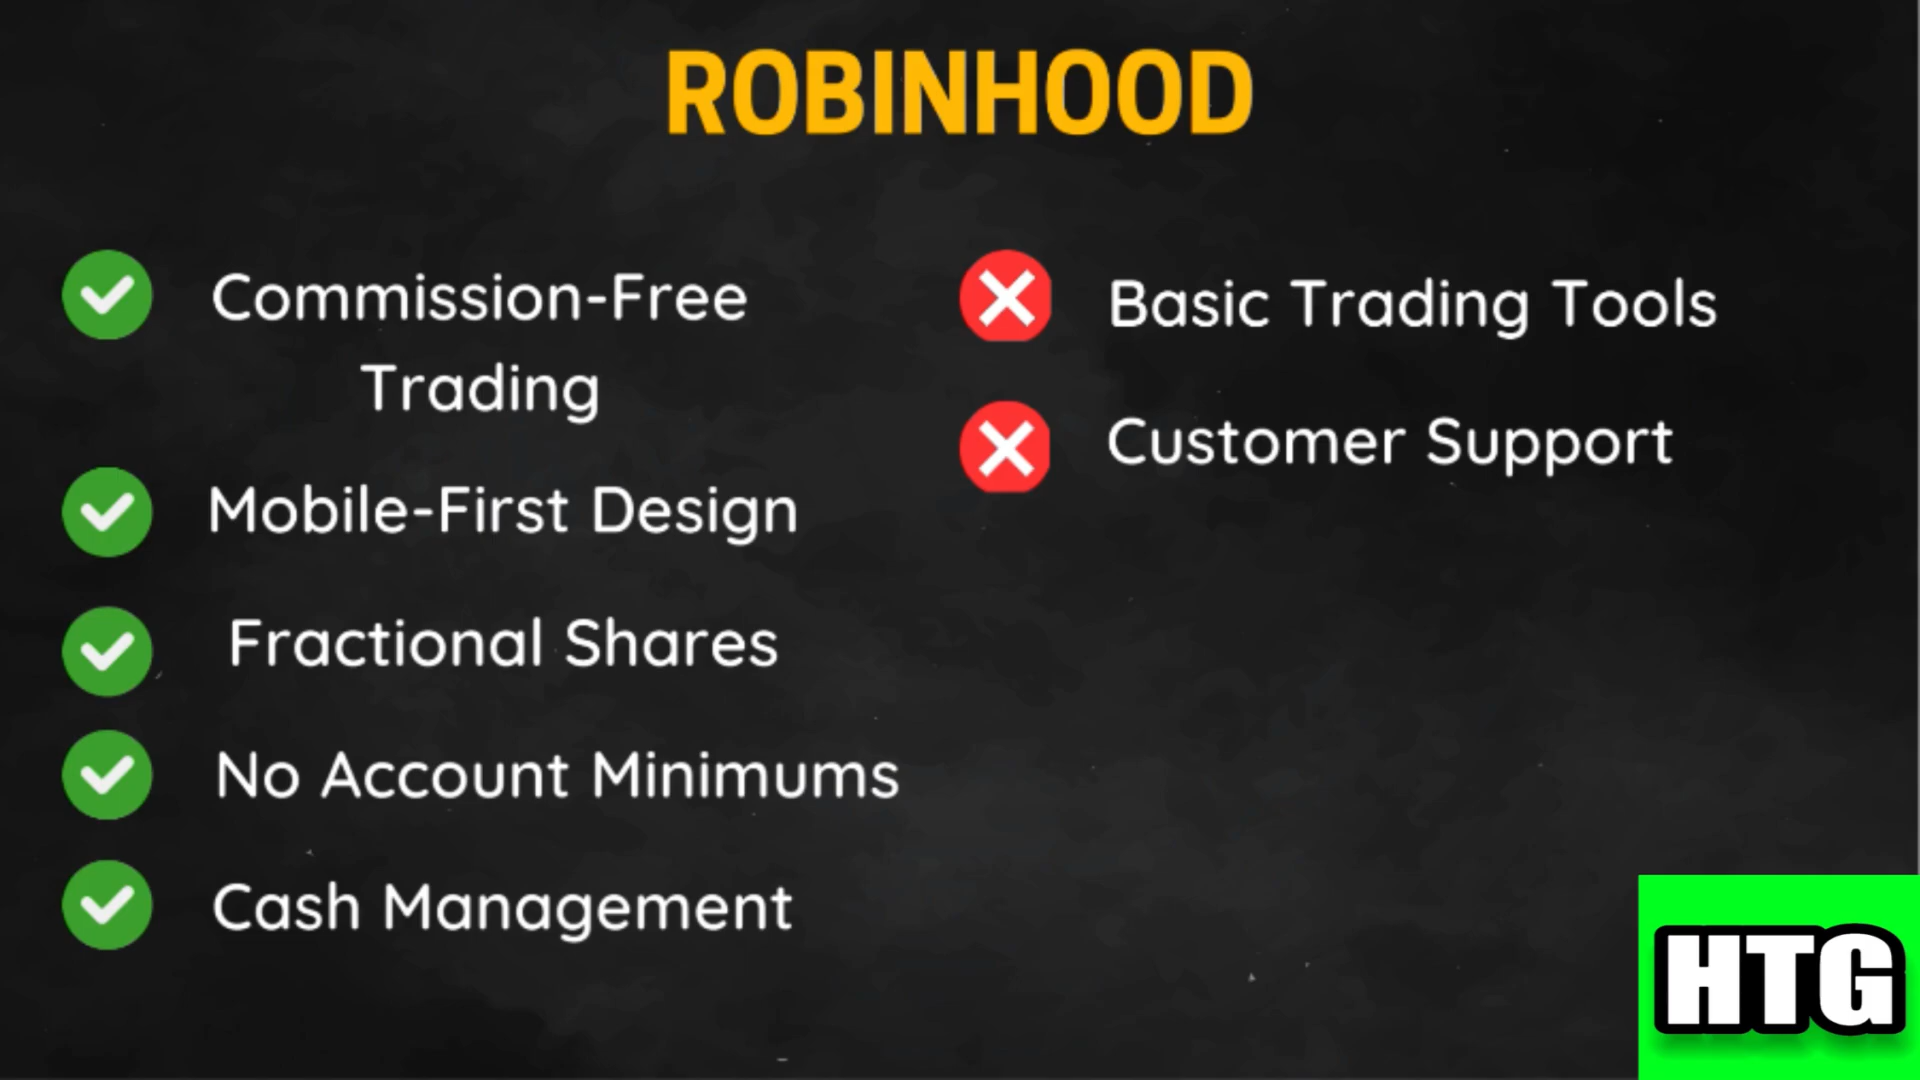 ROBINHOOD
Commission-Free
Trading
Mobile-First Design
Fractional Shares
No Account Minimums
Cash Management
Basic Trading Tools
Customer Support
HTG